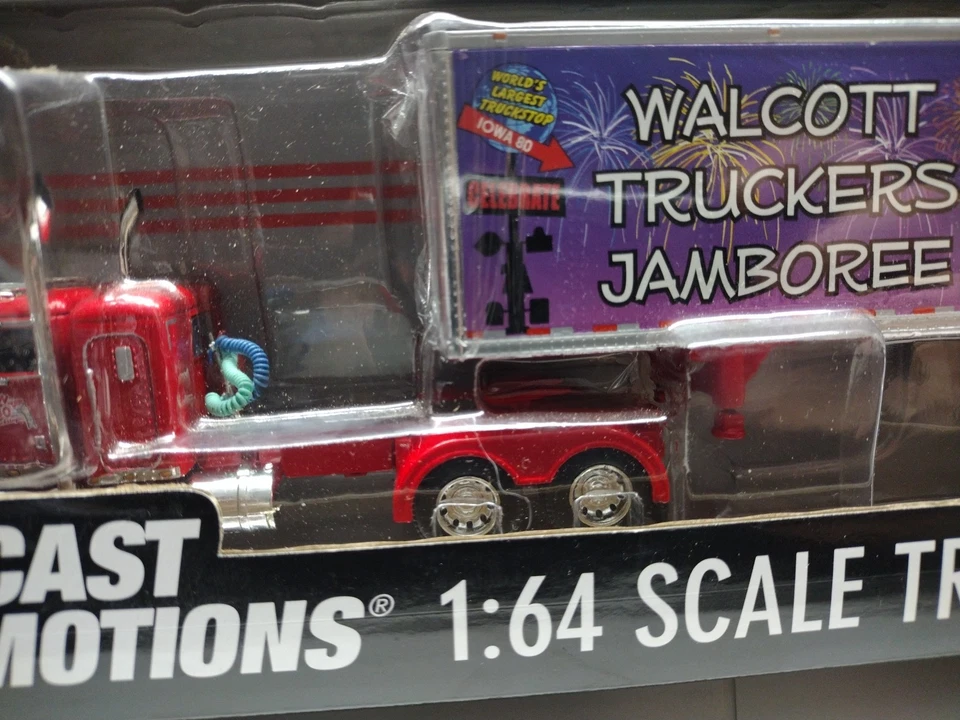 WORLD'S
LARGEST
TRUCKSTOP
IOWA 80
CELEBRATE
WALCOTT
TRUCKERS
JAMBOREE
CAST
MOTIONS®
1:64 SCALE TR